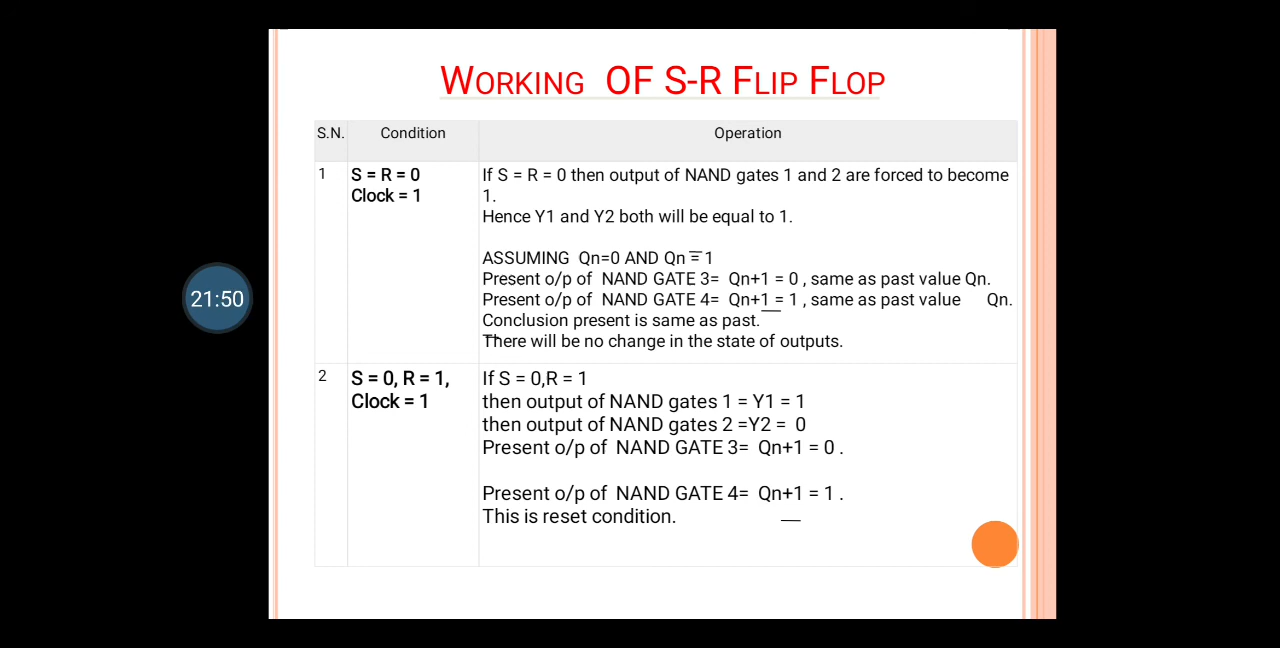 WORKING OF S-R FLIP FLOP
S.N. Condition Operation
1 S = R = 0
Clock = 1
If S = R = 0 then output of NAND gates 1 and 2 are forced to become
1.
Hence Y1 and Y2 both will be equal to 1.
ASSUMING Qn=0 AND Qn = 1
Present o/p of NAND GATE 3= Qn+1 = 0 , same as past value Qn.
Present o/p of NAND GATE 4= Qn+1 = 1 , same as past value Qn.
Conclusion present is same as past.
There will be no change in the state of outputs.
2 S = 0, R = 1,
Clock = 1
If S = 0,R = 1
then output of NAND gates 1 = Y1 = 1
then output of NAND gates 2 =Y2 = 0
Present o/p of NAND GATE 3= Qn+1 = 0 .
Present o/p of NAND GATE 4= Qn+1 = 1 .
This is reset condition.
21:50